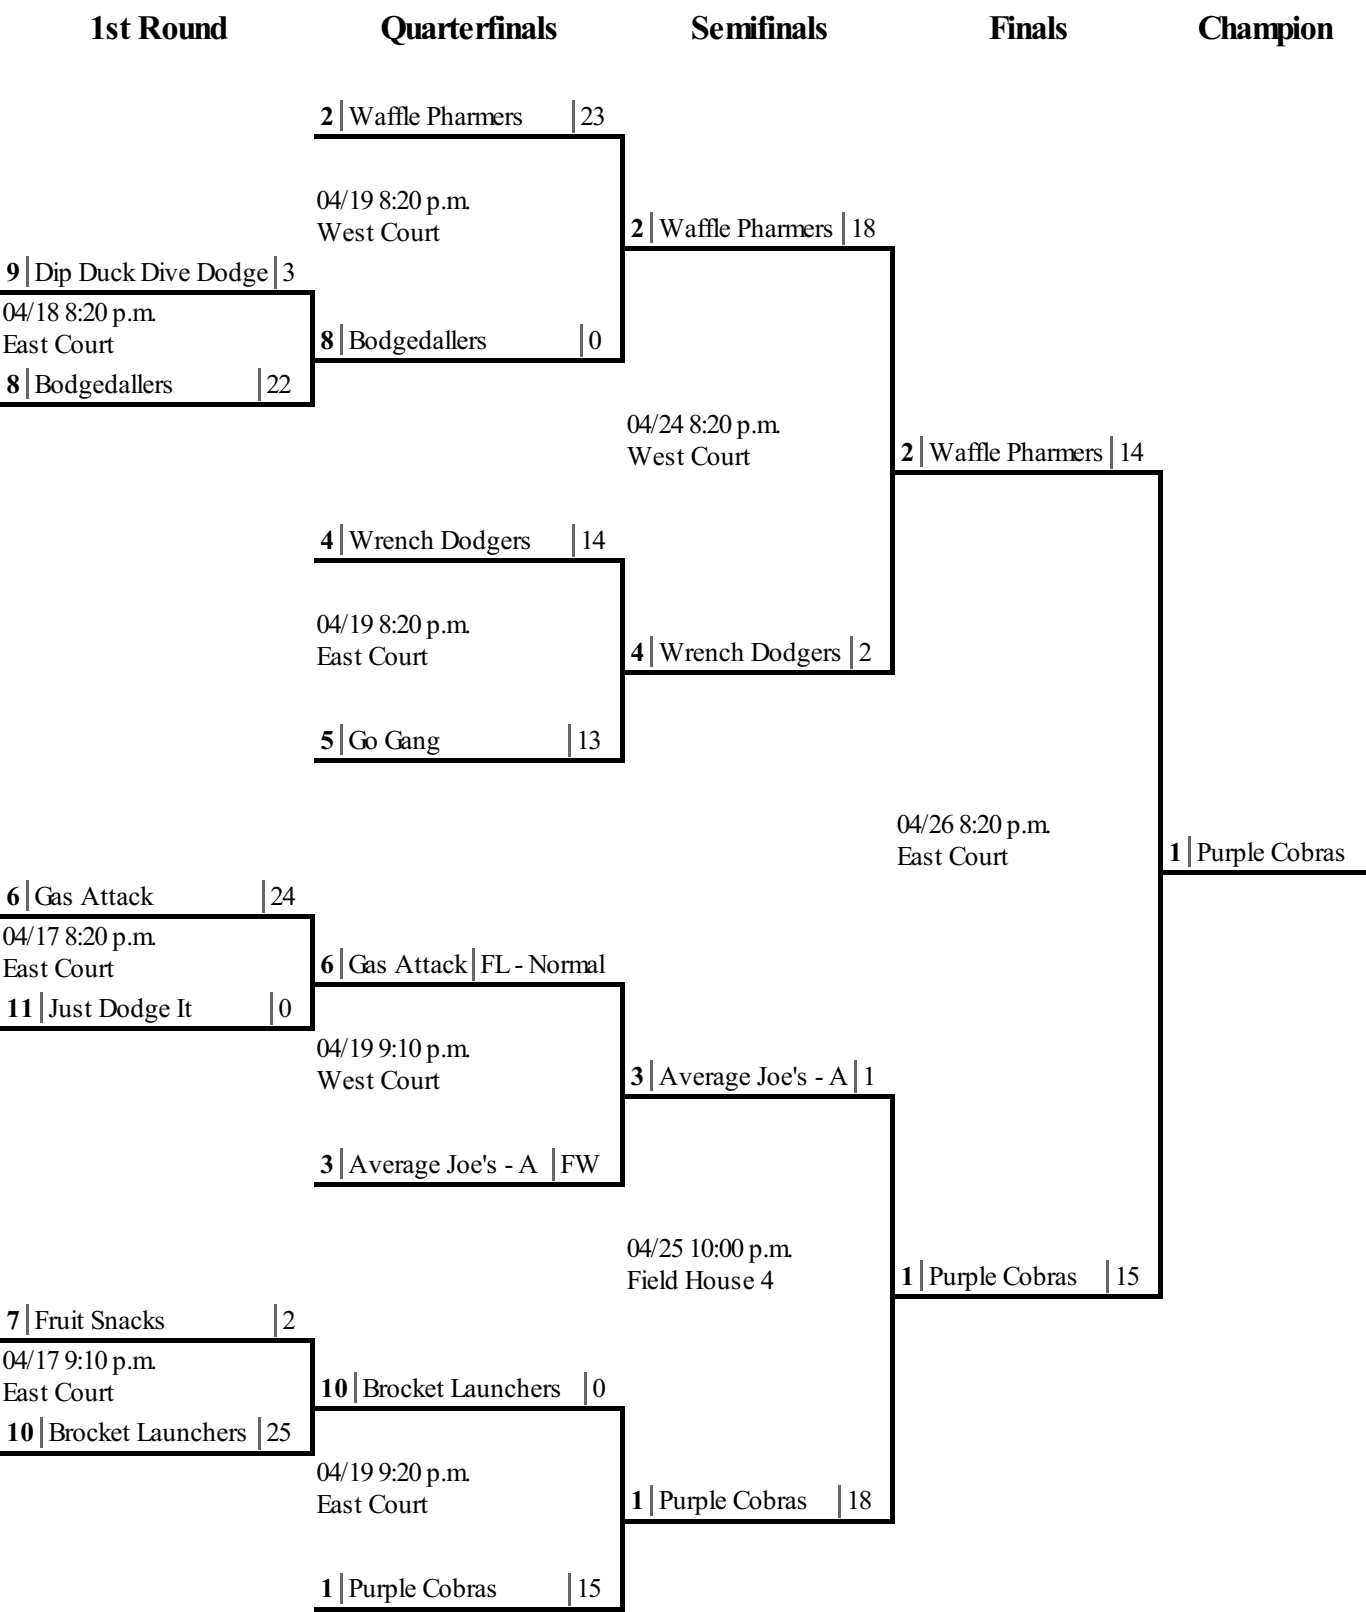 1st Round Quarterfinals Semifinals Finals Champion
2 Waffle Pharmers 23
04/19 8:20 p.m.
West Court
2 Waffle Pharmers 18
9 Dip Duck Dive Dodge 3
04/18 8:20 p.m.
East Court
8 Bodgedallers 0
8 Bodgedallers 22
04/24 8:20 p.m.
West Court
2 Waffle Pharmers 14
4 Wrench Dodgers 14
04/19 8:20 p.m.
East Court
4 Wrench Dodgers 2
5 Go Gang 13
04/26 8:20 p.m.
East Court
1 Purple Cobras
6 Gas Attack 24
04/17 8:20 p.m.
East Court
6 Gas Attack FL - Normal
11 Just Dodge It 0
04/19 9:10 p.m.
West Court
3 Average Joe's - A 1
3 Average Joe's - A FW
04/25 10:00 p.m.
Field House 4
1 Purple Cobras 15
7 Fruit Snacks 2
04/17 9:10 p.m.
East Court
10 Brocket Launchers 0
10 Brocket Launchers 25
04/19 9:20 p.m.
East Court
1 Purple Cobras 18
1 Purple Cobras 15